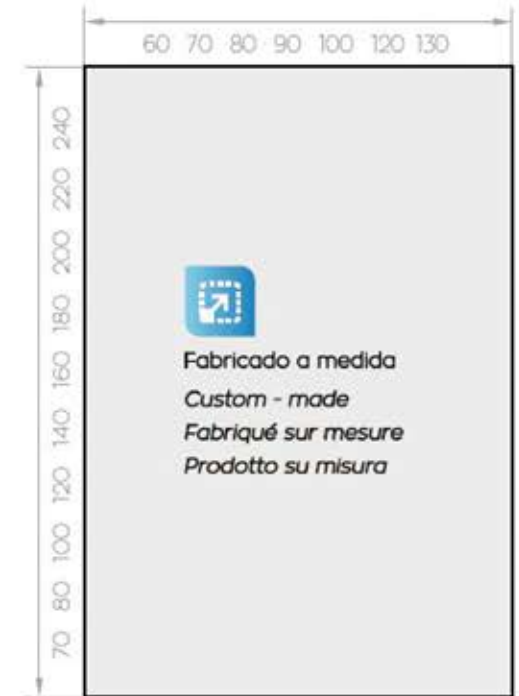 60 70 80 90 100 120 130
240
220
200
180
160
140
120
100
80
70
Fabricado a medida
Custom - made
Fabriqué sur mesure
Prodotto su misura